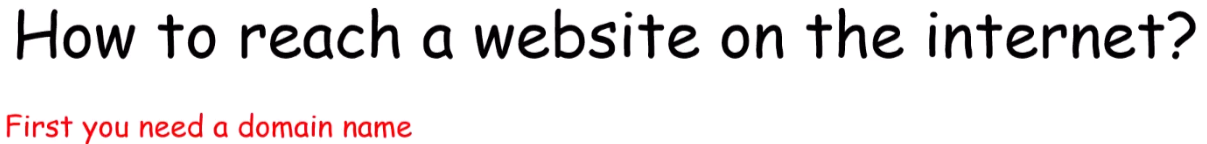 How to reach a website on the internet?
First you need a domain name